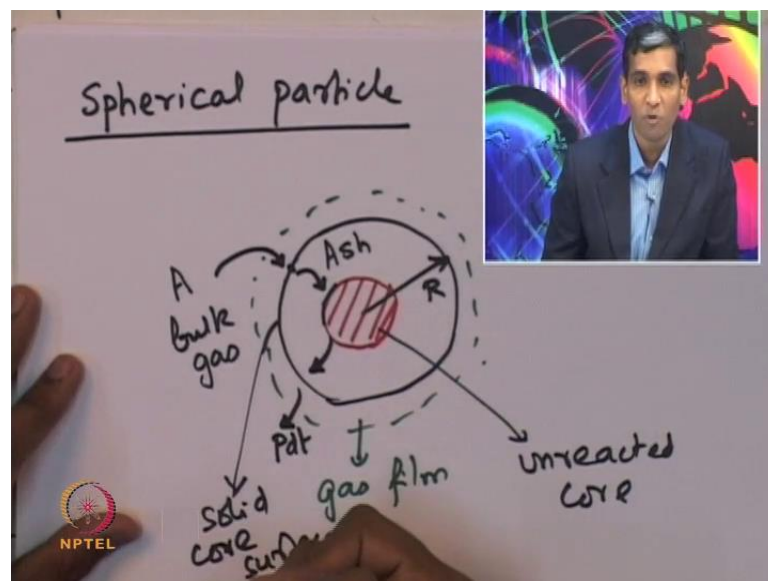 Spherical particle
Ash
A
bulk
gas
R
Pdt
gas film
unreacted
core
solid
core
NPTEL